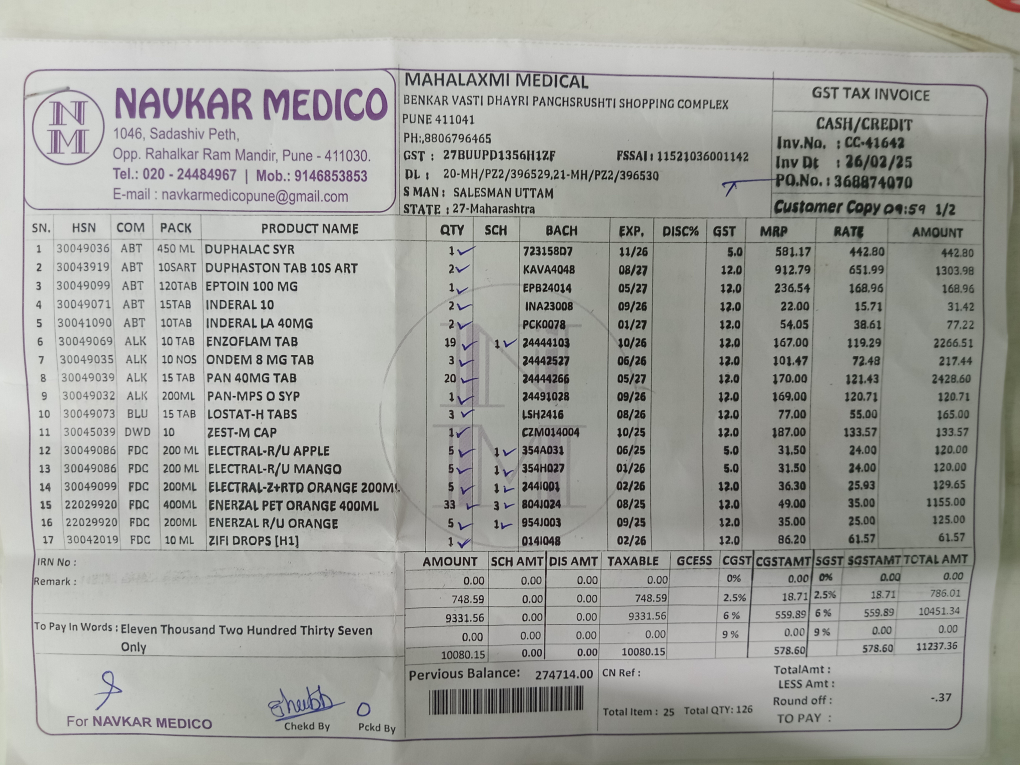 NM
NAVKAR MEDICO
1046, Sadashiv Peth,
Opp. Rahalkar Ram Mandir, Pune - 411030.
Tel.: 020 - 24484967 | Mob.: 9146853853
E-mail : navkarmedicopune@gmail.com
MAHALAXMI MEDICAL
BENKAR VASTI DHAYRI PANCHSRUSHTI SHOPPING COMPLEX
PUNE 411041
PH:,8806796465
GST : 27BUUPD1356H1ZF FSSAI : 11521036001142
DL : 20-MH/PZ2/396529,21-MH/PZ2/396530
S MAN : SALESMAN UTTAM
STATE : 27-Maharashtra
GST TAX INVOICE
CASH/CREDIT
Inv.No. : CC-41642
Inv Dt : 26/02/25
PO.No. : 368874070
Customer Copy 09:59 1/2
SN. HSN COM PACK PRODUCT NAME QTY SCH BACH EXP. DISC% GST MRP RATE AMOUNT
1 30049036 ABT 450 ML DUPHALAC SYR 1 723158D7 11/26 5.0 581.17 442.80 442.80
2 30043919 ABT 10SART DUPHASTON TAB 10S ART 2 KAVA4048 08/27 12.0 912.79 651.99 1303.98
3 30049099 ABT 120TAB EPTOIN 100 MG 1 EPB24014 05/27 12.0 236.54 168.96 168.96
4 30049071 ABT 15TAB INDERAL 10 2 INA23008 09/26 12.0 22.00 15.71 31.42
5 30041090 ABT 10TAB INDERAL LA 40MG 2 PCK0078 01/27 12.0 54.05 38.61 77.22
6 30049069 ALK 10 TAB ENZOFLAM TAB 19 1 24444103 10/26 12.0 167.00 119.29 2266.51
7 30049035 ALK 10 NOS ONDEM 8 MG TAB 3 24442527 06/26 12.0 101.47 72.48 217.44
8 30049039 ALK 15 TAB PAN 40MG TAB 20 24444266 05/27 12.0 170.00 121.43 2428.60
9 30049032 ALK 200ML PAN-MPS O SYP 1 24491028 09/26 12.0 169.00 120.71 120.71
10 30049073 BLU 15 TAB LOSTAT-H TABS 3 LSH2416 08/26 12.0 77.00 55.00 165.00
11 30045039 DWD 10 ZEST-M CAP 1 CZM014004 10/25 12.0 187.00 133.57 133.57
12 30049086 FDC 200 ML ELECTRAL-R/U APPLE 5 1 354A031 06/25 5.0 31.50 24.00 120.00
13 30049086 FDC 200 ML ELECTRAL-R/U MANGO 5 1 354H027 01/26 5.0 31.50 24.00 120.00
14 30049099 FDC 200ML ELECTRAL-Z+RTD ORANGE 200M 5 1 244I001 02/26 12.0 36.30 25.93 129.65
15 22029920 FDC 400ML ENERZAL PET ORANGE 400ML 33 3 804J024 08/25 12.0 49.00 35.00 1155.00
16 22029920 FDC 200ML ENERZAL R/U ORANGE 5 1 954J003 09/25 12.0 35.00 25.00 125.00
17 30042019 FDC 10 ML ZIFI DROPS [H1] 1 014I048 02/26 12.0 86.20 61.57 61.57
IRN No :
Remark :
To Pay In Words : Eleven Thousand Two Hundred Thirty Seven
Only
AMOUNT SCH AMT DIS AMT TAXABLE GCESS CGST CGSTAMT SGST SGSTAMT TOTAL AMT
0.00 0.00 0.00 0.00 0% 0.00 0% 0.00 0.00
748.59 0.00 0.00 748.59 2.5% 18.71 2.5% 18.71 786.01
9331.56 0.00 0.00 9331.56 6 % 559.89 6 % 559.89 10451.34
0.00 0.00 0.00 0.00 9 % 0.00 9 % 0.00 0.00
10080.15 0.00 0.00 10080.15 578.60 578.60 11237.36
Pervious Balance: 274714.00
CN Ref :
Total Item : 25 Total QTY: 126
TotalAmt :
LESS Amt :
Round off : -.37
TO PAY :
For NAVKAR MEDICO
Chekd By
Pckd By